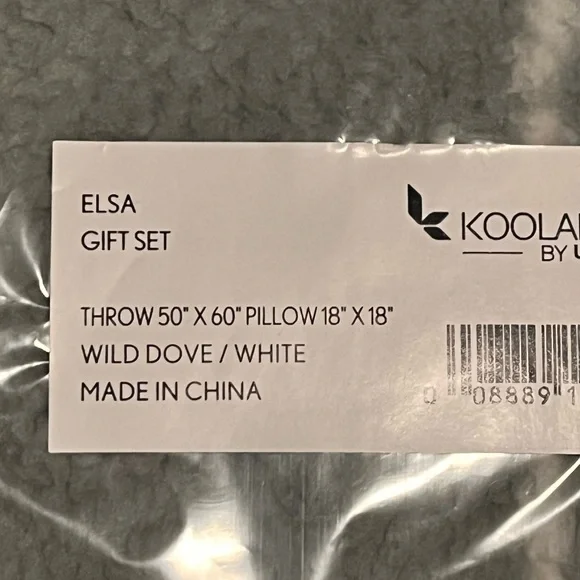 ELSA
GIFT SET
KOOLA
BY U
THROW 50" X 60" PILLOW 18" X 18"
WILD DOVE / WHITE
MADE IN CHINA
0 08889 1